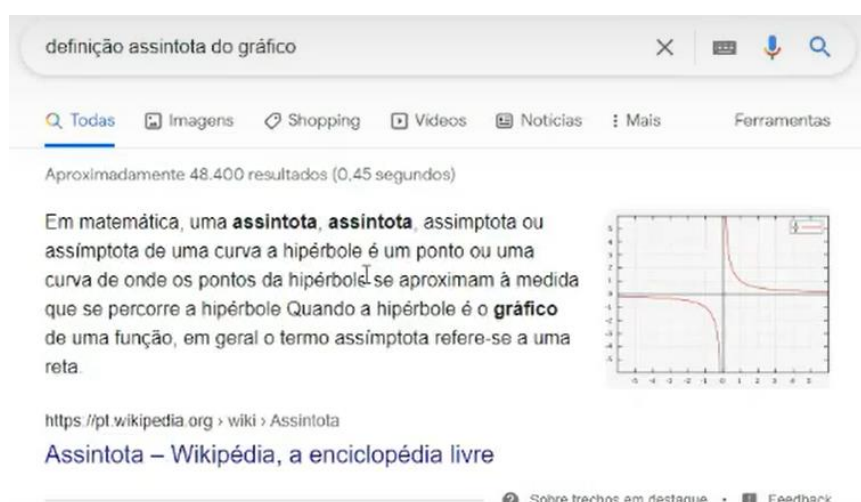 definição assintota do gráfico
Todas Imagens Shopping Vídeos Notícias Mais Ferramentas
Aproximadamente 48.400 resultados (0,45 segundos)
Em matemática, uma assintota, assintota, assimptota ou
assímptota de uma curva a hipérbole é um ponto ou uma
curva de onde os pontos da hipérbole se aproximam à medida
que se percorre a hipérbole Quando a hipérbole é o gráfico
de uma função, em geral o termo assímptota refere-se a uma
reta.
https://pt.wikipedia.org › wiki › Assintota
Assintota – Wikipédia, a enciclopédia livre
Sobre trechos em destaque • Feedback